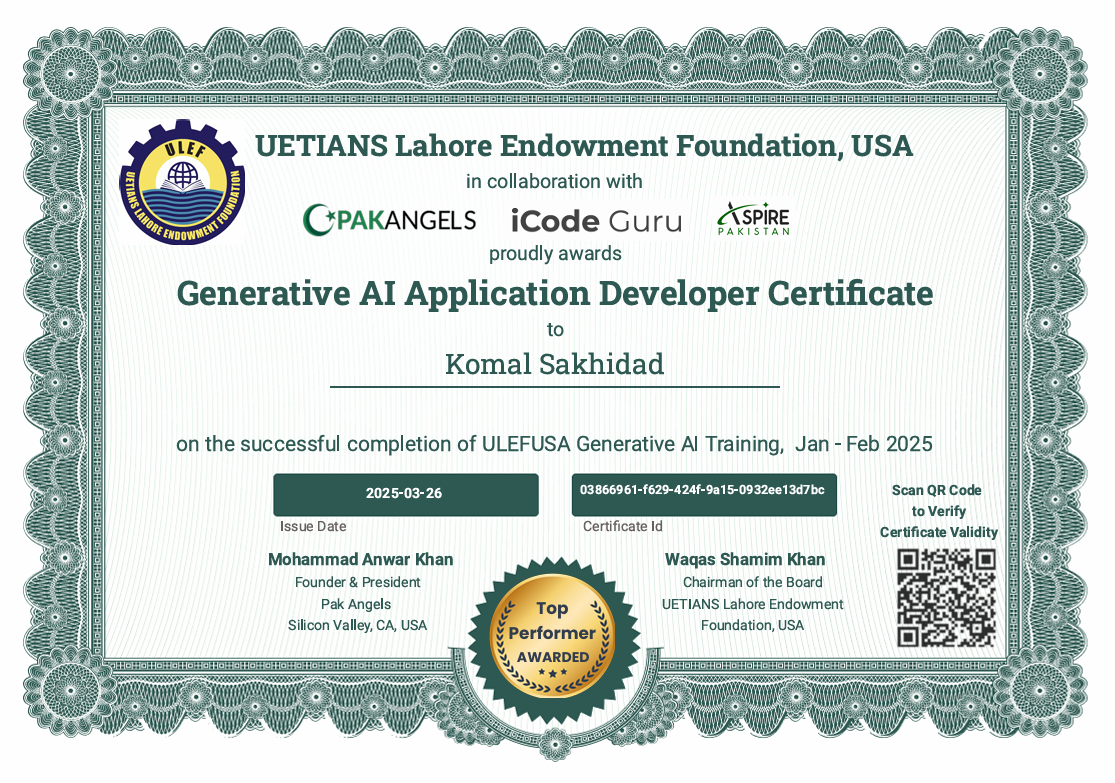 ULEF
UETIANS LAHORE ENDOWMENT FOUNDATION
UETIANS Lahore Endowment Foundation, USA
in collaboration with
PAKANGELS
iCode Guru
ASPIRE
PAKISTAN
proudly awards
Generative AI Application Developer Certificate
to
Komal Sakhidad
on the successful completion of ULEFUSA Generative AI Training, Jan - Feb 2025
2025-03-26
Issue Date
03866961-f629-424f-9a15-0932ee13d7bc
Certificate Id
Scan QR Code
to Verify
Certificate Validity
Mohammad Anwar Khan
Founder & President
Pak Angels
Silicon Valley, CA, USA
Top
Performer
AWARDED
Waqas Shamim Khan
Chairman of the Board
UETIANS Lahore Endowment
Foundation, USA